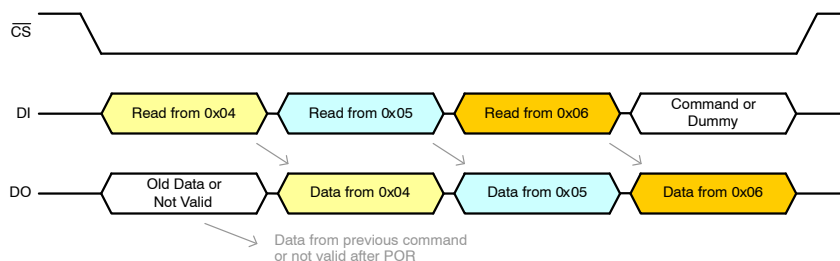 CS
DI
Read from 0x04
Read from 0x05
Read from 0x06
Command or
Dummy
DO
Old Data or
Not Valid
Data from 0x04
Data from 0x05
Data from 0x06
Data from previous command
or not valid after POR